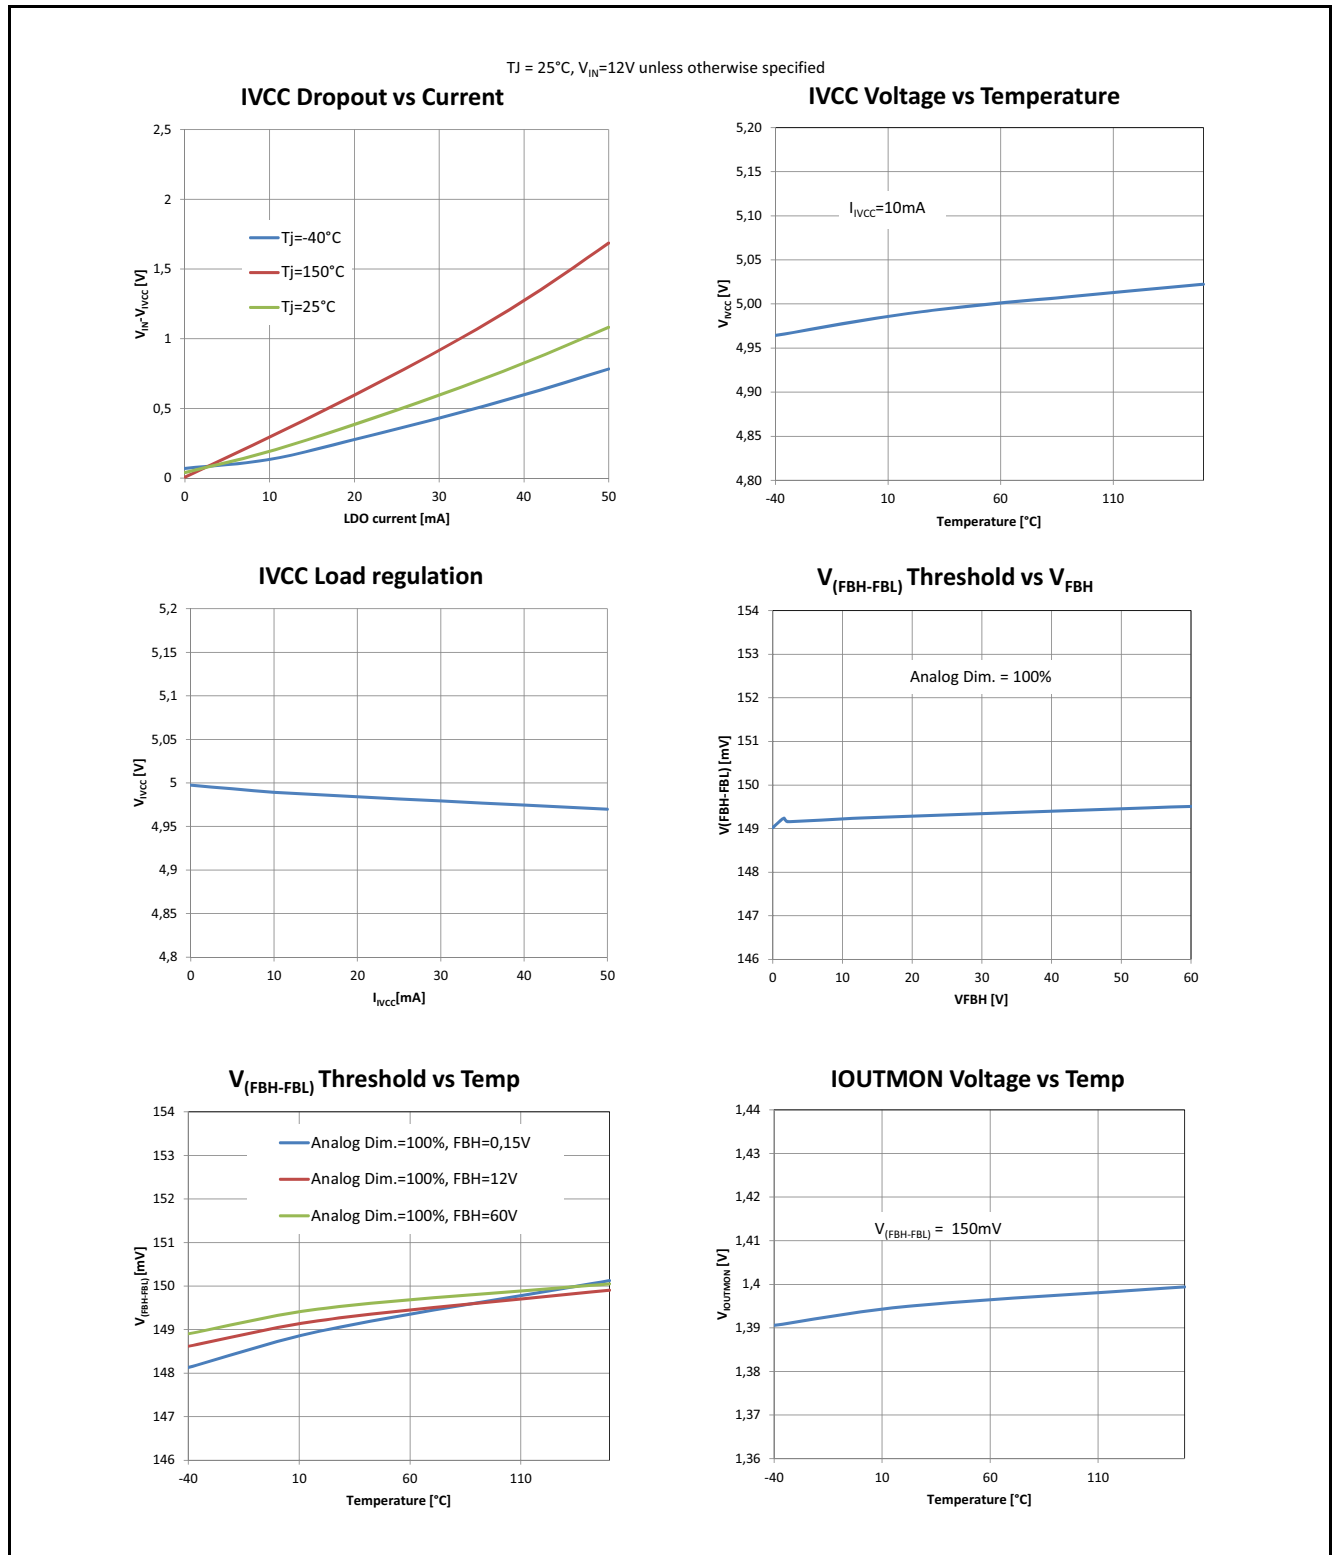 TJ = 25°C, VIN=12V unless otherwise specified
IVCC Dropout vs Current
2,5
2
1,5
1
0,5
0
VIN-VIVCC [V]
Tj=-40°C
Tj=150°C
Tj=25°C
0 10 20 30 40 50
LDO current [mA]
IVCC Voltage vs Temperature
5,20
5,15
5,10
5,05
5,00
4,95
4,90
4,85
4,80
VIVCC [V]
IIVCC=10mA
-40 10 60 110
Temperature [°C]
IVCC Load regulation
5,2
5,15
5,1
5,05
5
4,95
4,9
4,85
4,8
VIVCC [V]
0 10 20 30 40 50
IIVCC[mA]
V(FBH-FBL) Threshold vs VFBH
154
153
152
151
150
149
148
147
146
V(FBH-FBL) [mV]
Analog Dim. = 100%
0 10 20 30 40 50 60
VFBH [V]
V(FBH-FBL) Threshold vs Temp
154
153
152
151
150
149
148
147
146
V(FBH-FBL) [mV]
Analog Dim.=100%, FBH=0,15V
Analog Dim.=100%, FBH=12V
Analog Dim.=100%, FBH=60V
-40 10 60 110
Temperature [°C]
IOUTMON Voltage vs Temp
1,44
1,43
1,42
1,41
1,4
1,39
1,38
1,37
1,36
VIOUTMON [V]
V(FBH-FBL) = 150mV
-40 10 60 110
Temperature [°C]